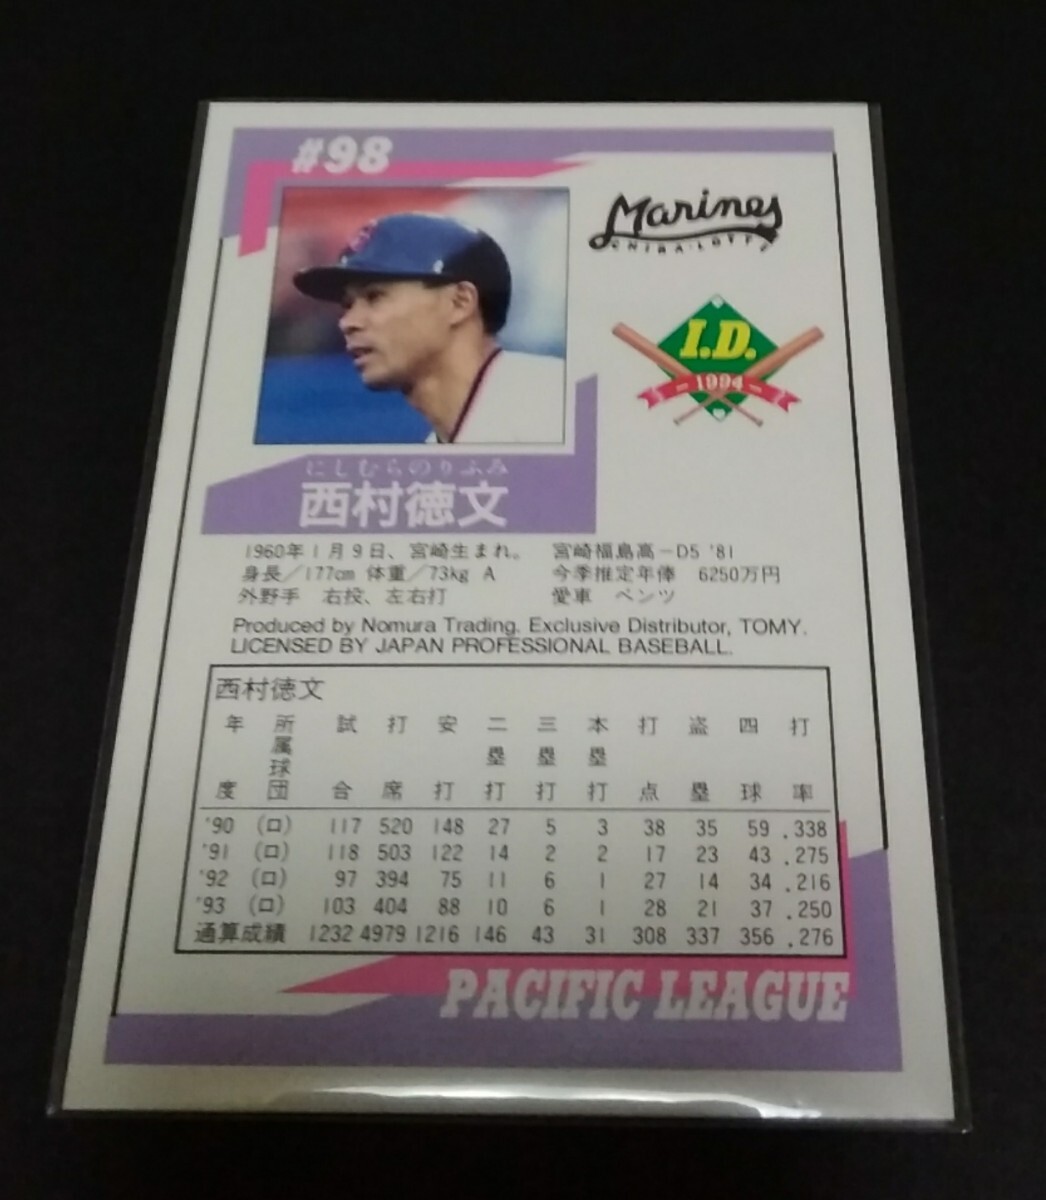 #98
Marines
CHIBA·LOTTE
I.D.
- 1994 -
にしむらのりふみ
西村徳文
1960年1月9日、宮崎生まれ。 宮崎福島高－D5 '81
身長／177cm 体重／73kg A 今季推定年俸 6250万円
外野手 右投、左右打 愛車 ベンツ
Produced by Nomura Trading. Exclusive Distributor, TOMY.
LICENSED BY JAPAN PROFESSIONAL BASEBALL.
西村徳文
年度 所属球団 試合 打席 安打 二塁打 三塁打 本塁打 打点 盗塁 四球 打率
'90 (ロ) 117 520 148 27 5 3 38 35 59 .338
'91 (ロ) 118 503 122 14 2 2 17 23 43 .275
'92 (ロ) 97 394 75 11 6 1 27 14 34 .216
'93 (ロ) 103 404 88 10 6 1 28 21 37 .250
通算成績 1232 4979 1216 146 43 31 308 337 356 .276
PACIFIC LEAGUE